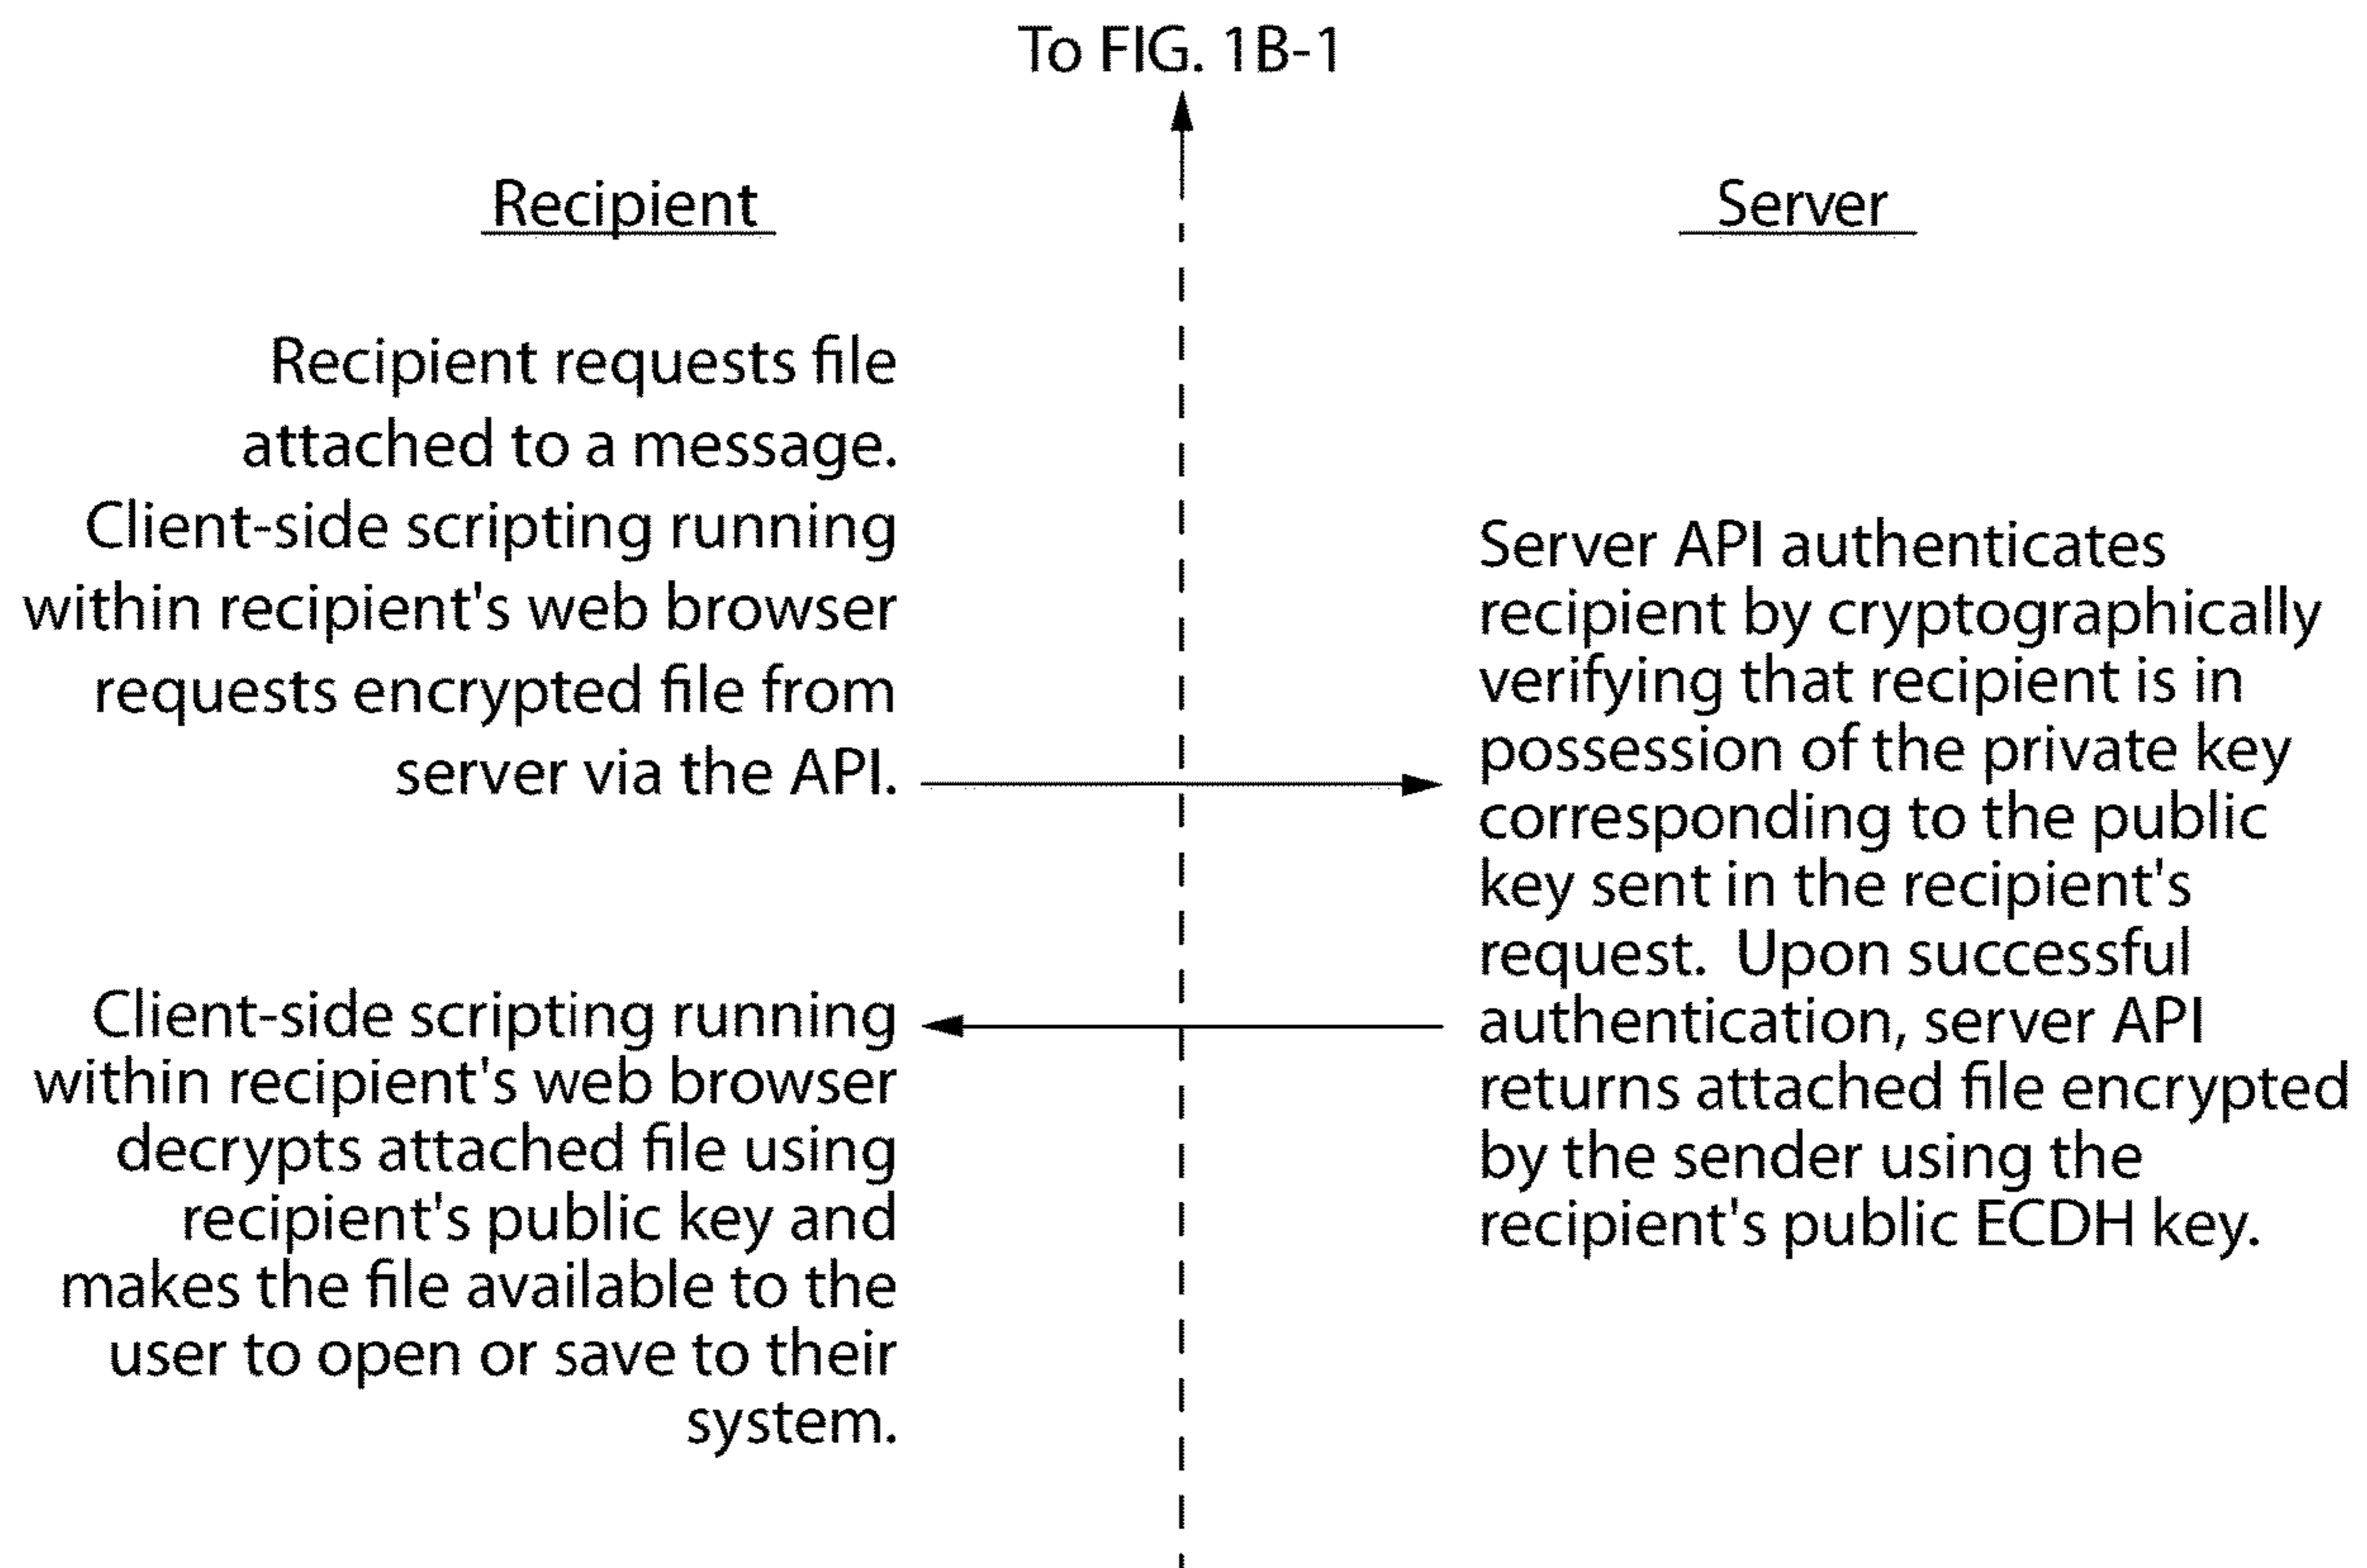 To FIG. 1B-1
Recipient
Server
Recipient requests file
attached to a message.
Client-side scripting running
within recipient's web browser
requests encrypted file from
server via the API.
Server API authenticates
recipient by cryptographically
verifying that recipient is in
possession of the private key
corresponding to the public
key sent in the recipient's
request.  Upon successful
authentication, server API
returns attached file encrypted
by the sender using the
recipient's public ECDH key.
Client-side scripting running
within recipient's web browser
decrypts attached file using
recipient's public key and
makes the file available to the
user to open or save to their
system.